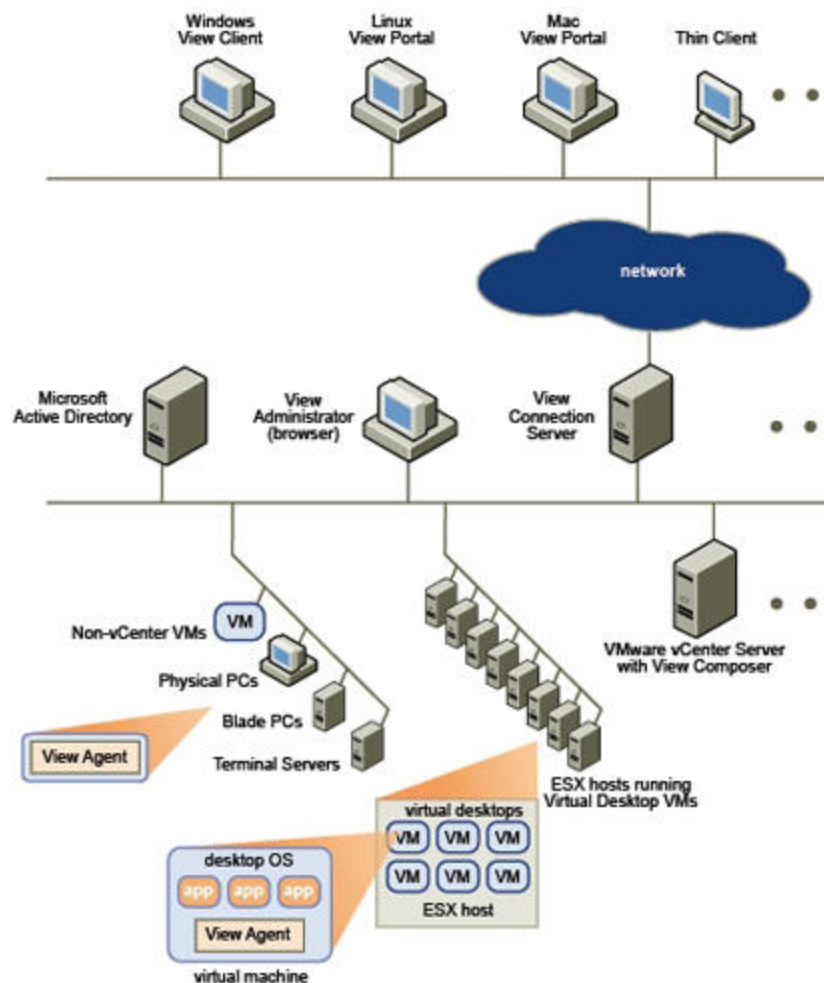 Windows
View Client
Linux
View Portal
Mac
View Portal
Thin Client
network
Microsoft
Active Directory
View
Administrator
(browser)
View
Connection
Server
Non-vCenter VMs
VM
Physical PCs
Blade PCs
Terminal Servers
View Agent
VMware vCenter Server
with View Composer
ESX hosts running
Virtual Desktop VMs
virtual desktops
VM VM VM
VM VM VM
ESX host
desktop OS
app app app
View Agent
virtual machine